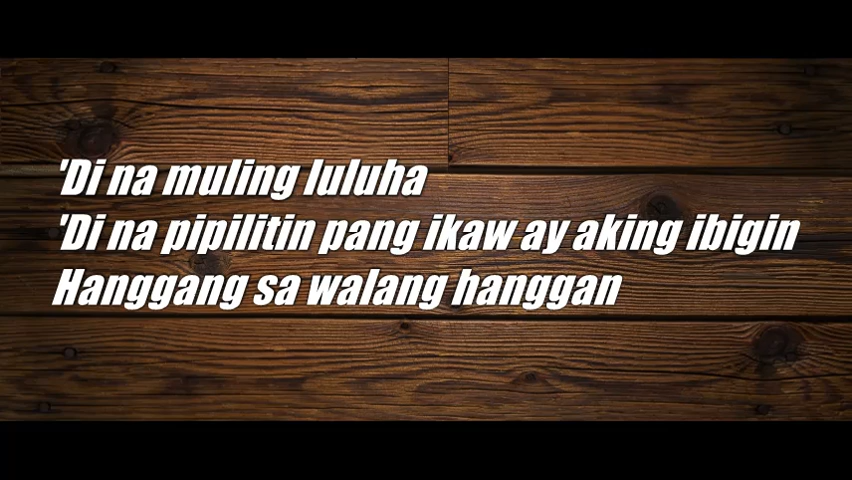 'Di na muling luluha
'Di na pipilitin pang ikaw ay aking ibigin
Hanggang sa walang hanggan